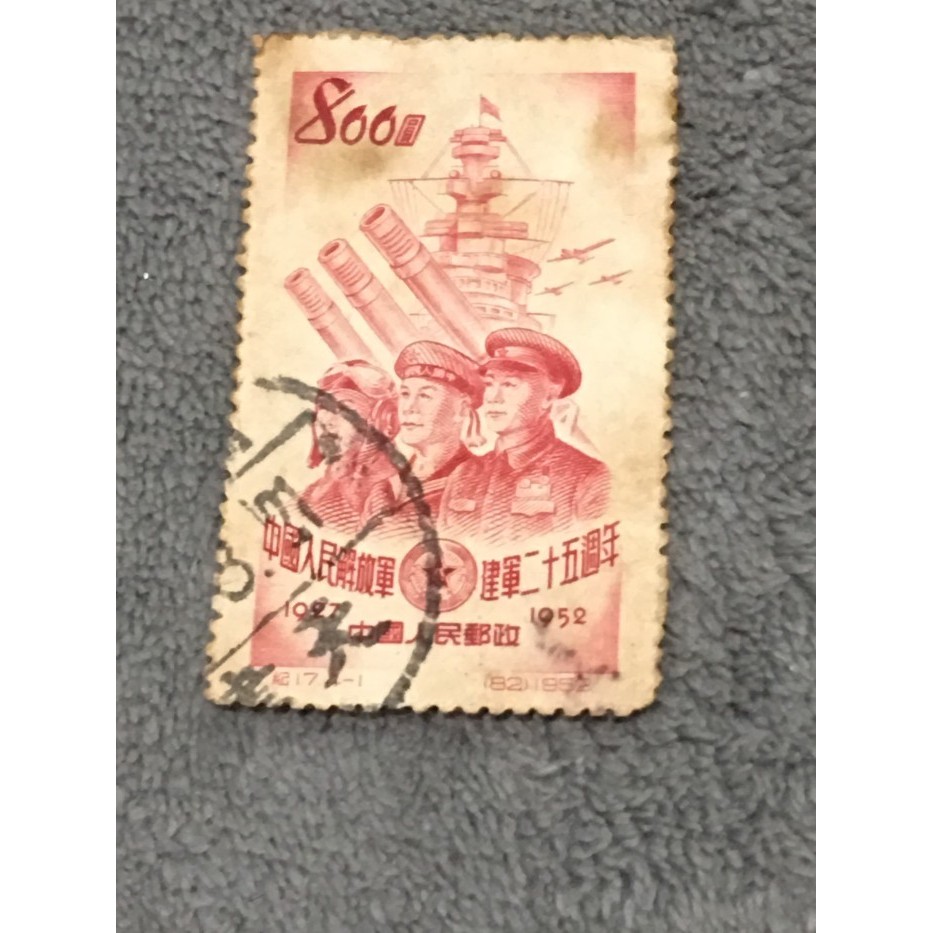 800圓
中國人民解放軍 建軍二十五週年
1927 1952
中國人民郵政
紀17.4-1 (82)1952